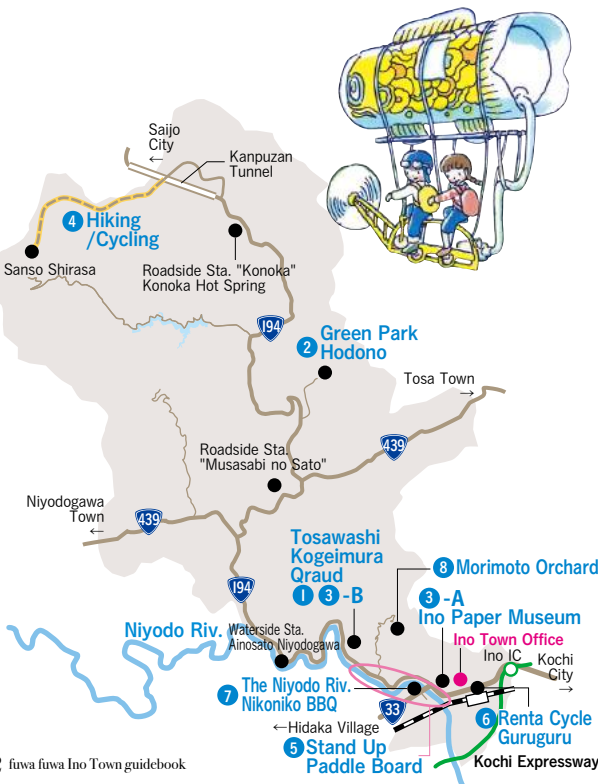 Saijo
City
←
Kanpuzan
Tunnel
4 Hiking
/Cycling
Sanso Shirasa
Roadside Sta. "Konoka"
Konoka Hot Spring
194
2 Green Park
Hodono
Tosa Town
→
439
Roadside Sta.
"Musasabi no Sato"
Niyodogawa
Town
←
439
194
Tosawashi
Kogeimura
Qraud
1 3 -B
8 Morimoto Orchard
3 -A
Ino Paper Museum
Ino Town Office
Niyodo Riv.
Waterside Sta.
Ainosato Niyodogawa
Ino IC
Kochi
City
→
7 The Niyodo Riv.
Nikoniko BBQ
33
←Hidaka Village
6 Renta Cycle
Guruguru
5 Stand Up
Paddle Board
Kochi Expressway
2 fuwa fuwa Ino Town guidebook